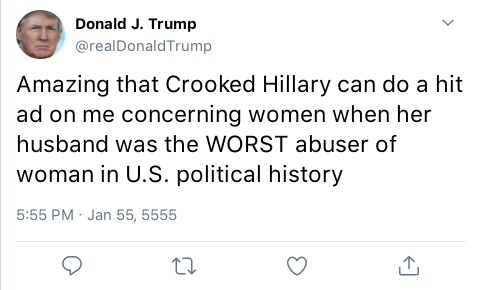 Donald J. Trump
@realDonaldTrump
Amazing that Crooked Hillary can do a hit
ad on me concerning women when her
husband was the WORST abuser of
woman in U.S. political history
5:55 PM · Jan 55, 5555